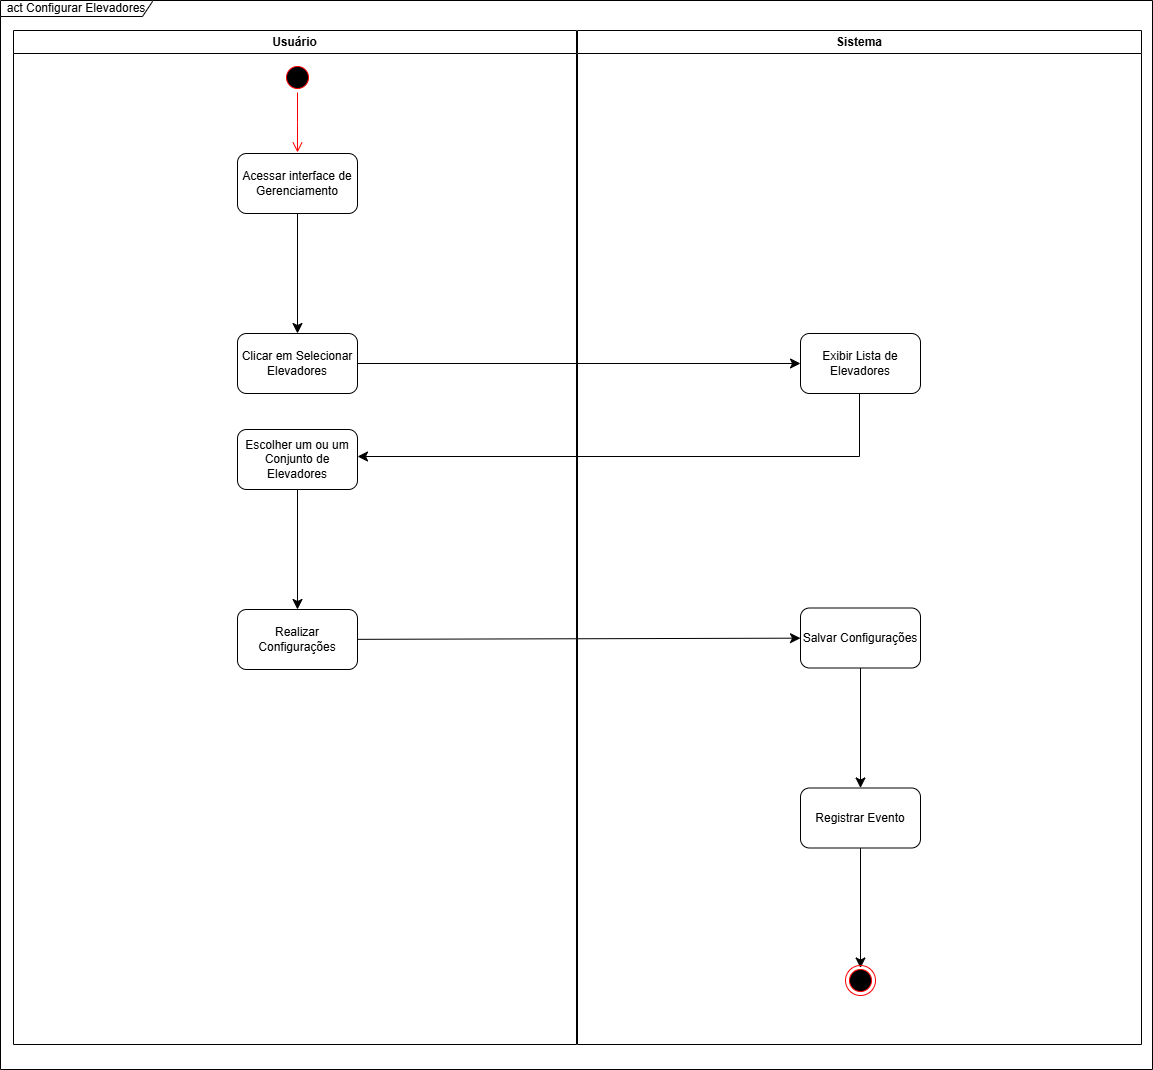 act Configurar Elevadores
Usuário
Sistema
Acessar interface de
Gerenciamento
Clicar em Selecionar
Elevadores
Exibir Lista de
Elevadores
Escolher um ou um
Conjunto de
Elevadores
Realizar
Configurações
Salvar Configurações
Registrar Evento